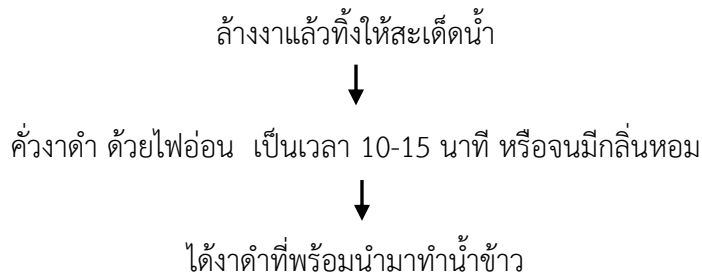 ล้างงาแล้วทิ้งให้สะเด็ดน้ำ
คั่วงาดำ ด้วยไฟอ่อน เป็นเวลา 10-15 นาที หรือจนมีกลิ่นหอม
ได้งาดำที่พร้อมนำมาทำน้ำข้าว